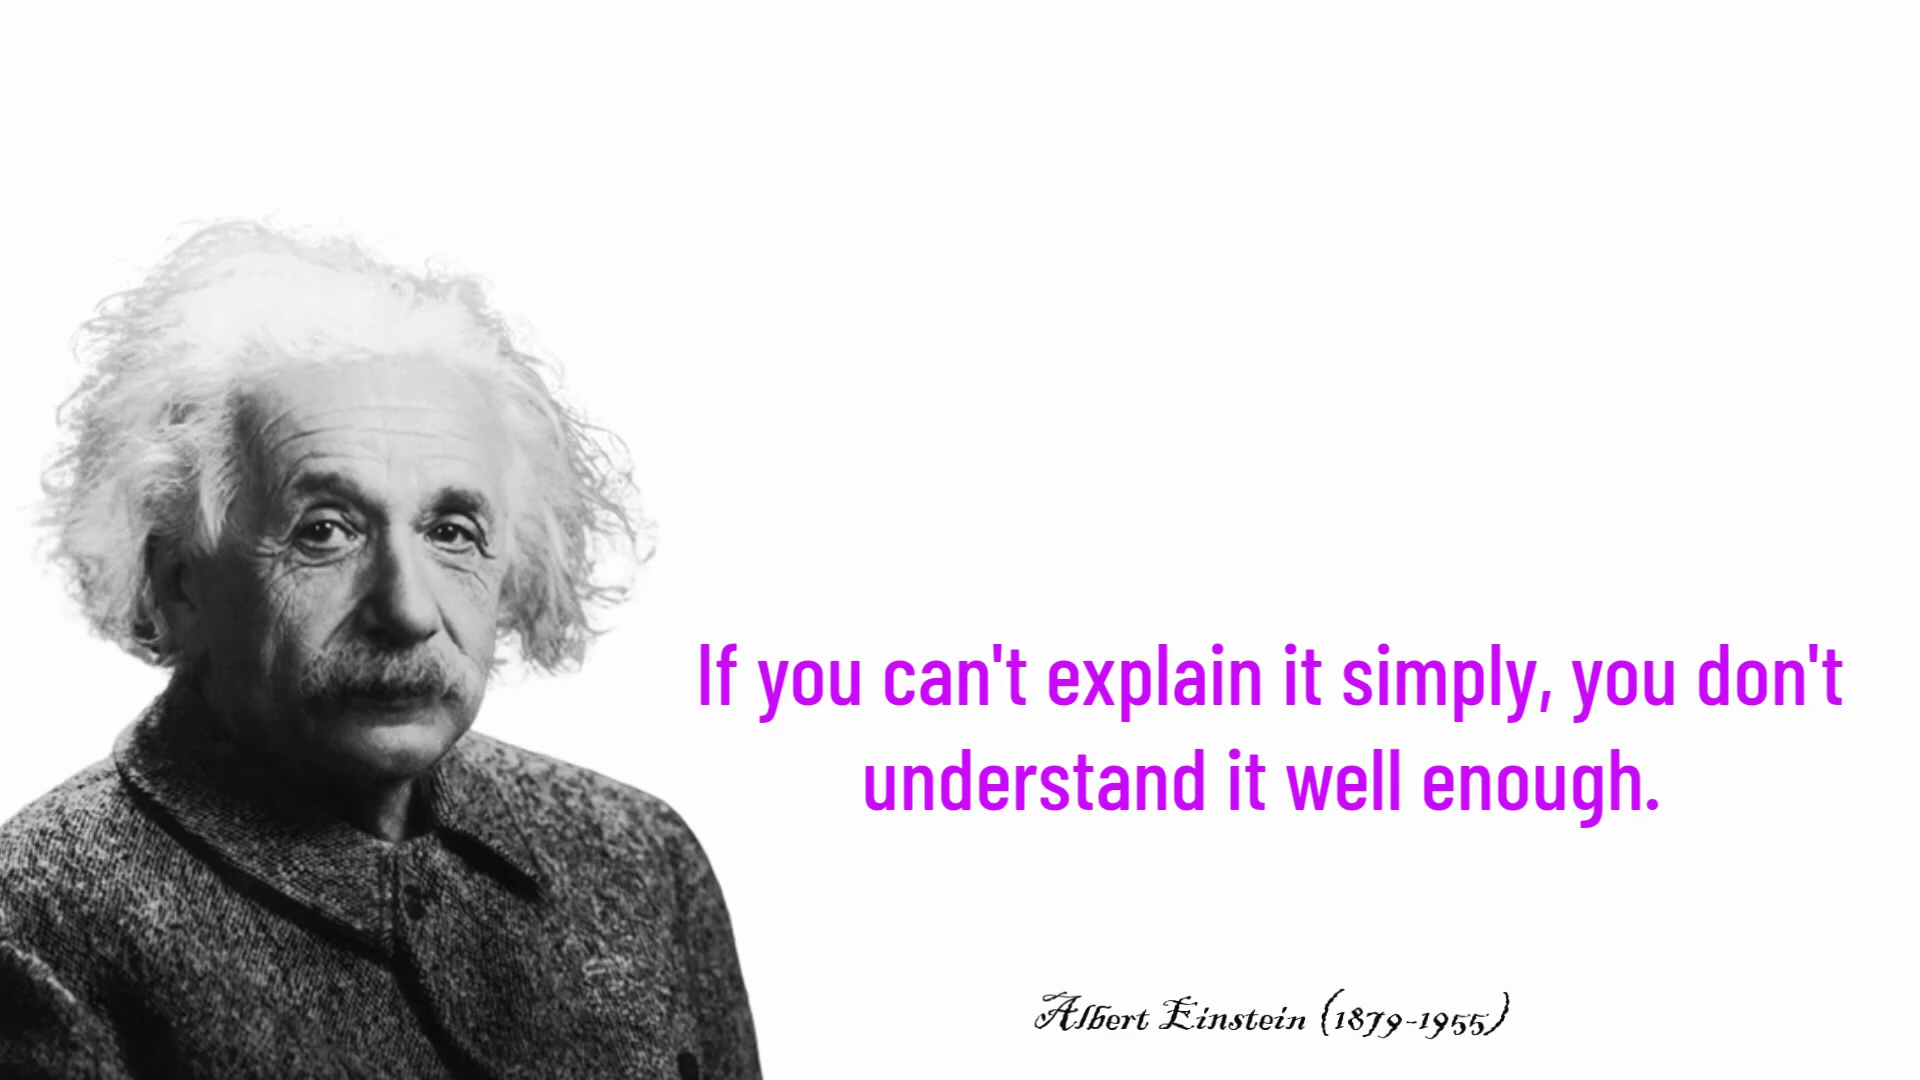 If you can't explain it simply, you don't
understand it well enough.
Albert Einstein (1879-1955)